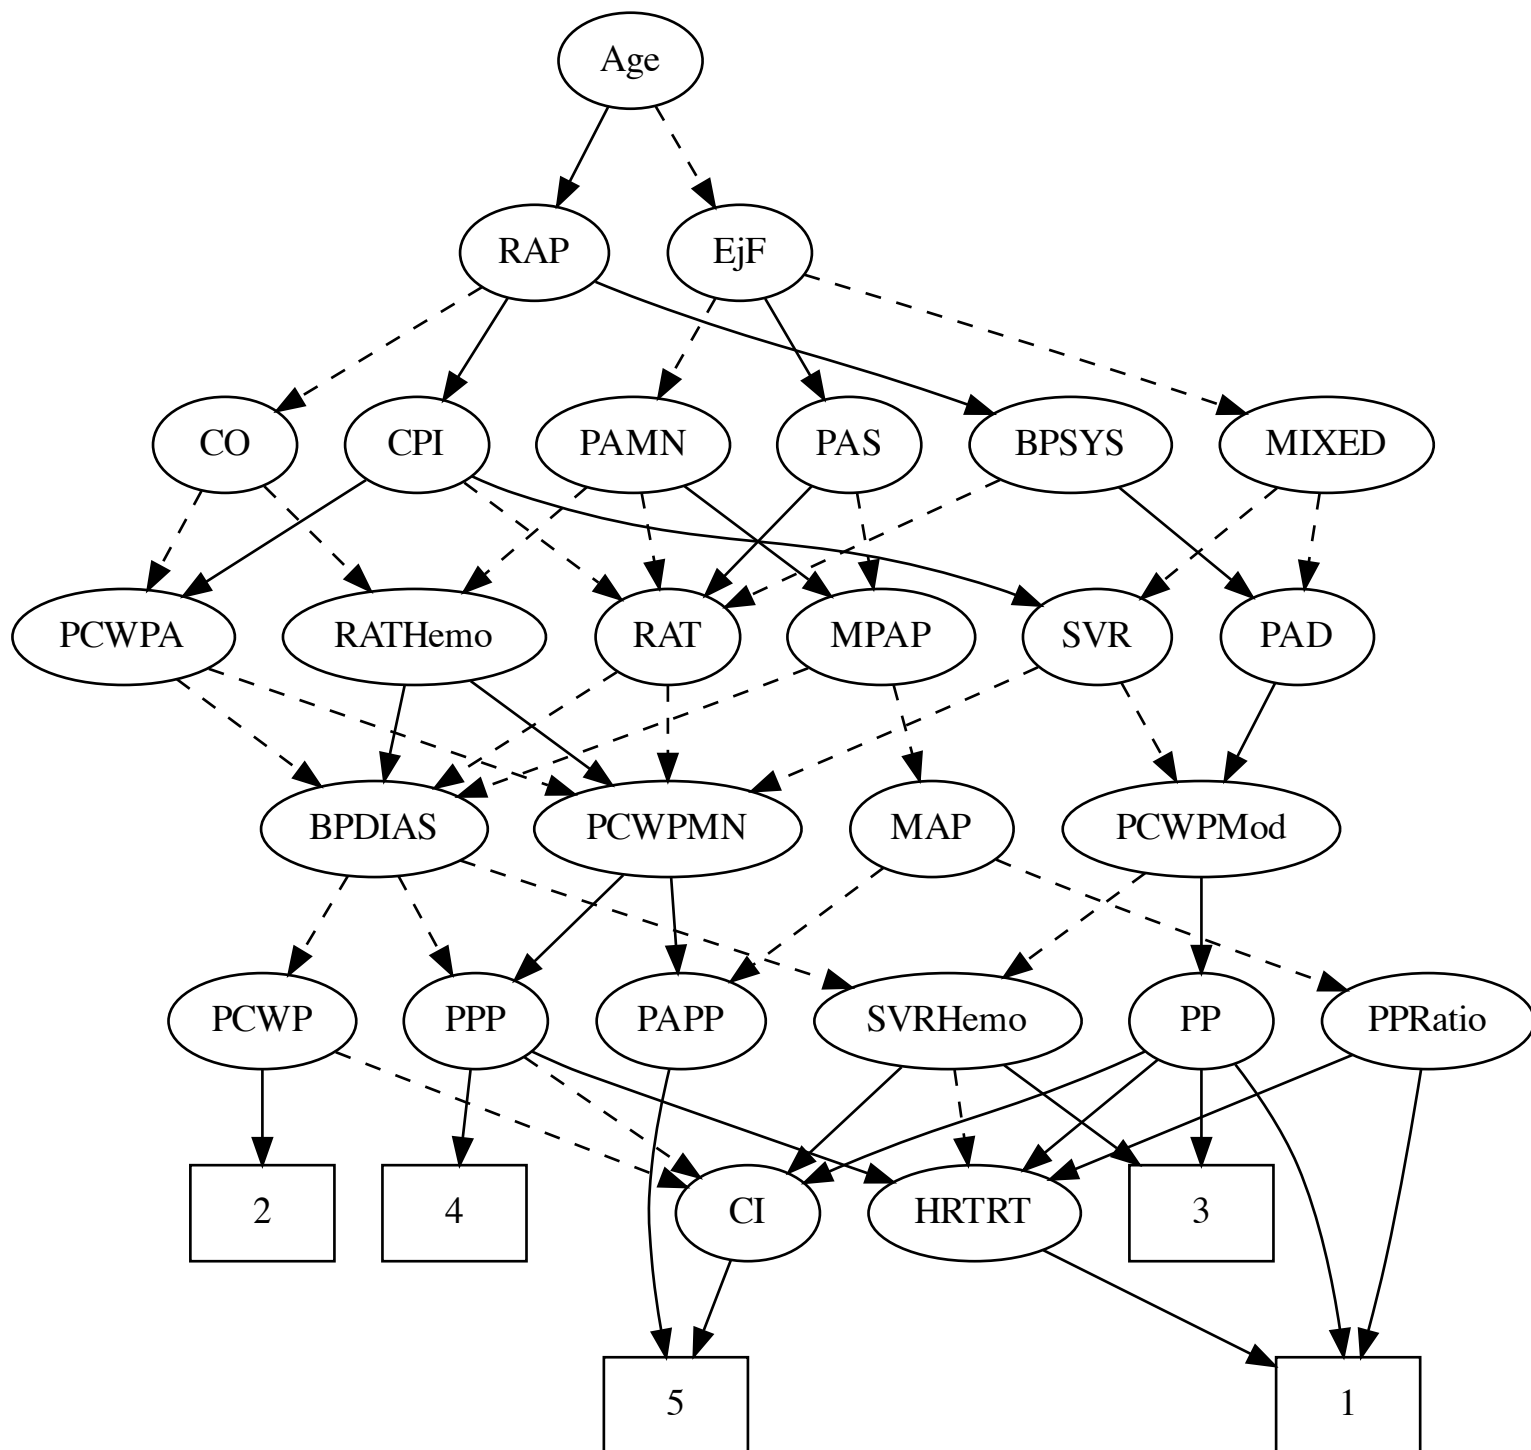 Age
RAP
EjF
CO
CPI
PAMN
PAS
BPSYS
MIXED
PCWPA
RATHemo
RAT
MPAP
SVR
PAD
BPDIAS
PCWPMN
MAP
PCWPMod
PCWP
PPP
PAPP
SVRHemo
PP
PPRatio
2
4
CI
HRTRT
3
5
1